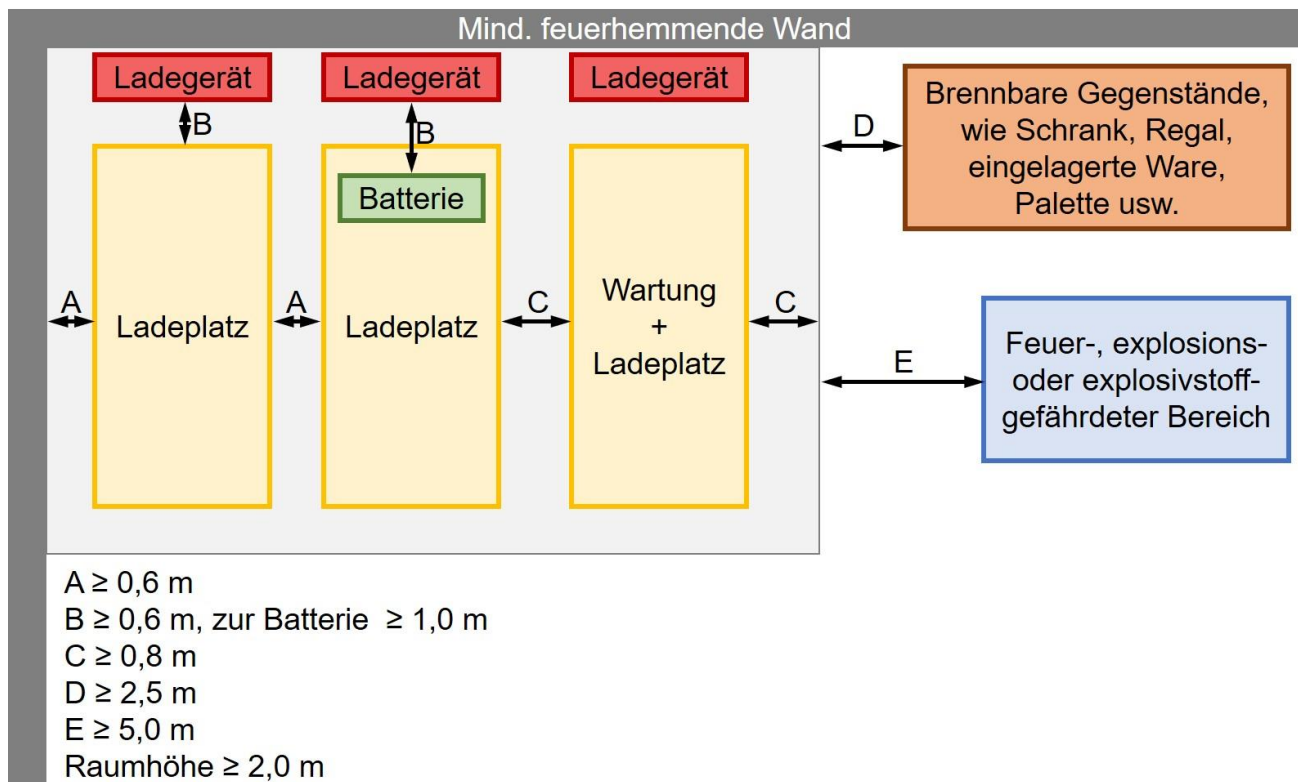 Mind. feuerhemmende Wand
Ladegerät
Ladegerät
Ladegerät
B
B
Batterie
A
Ladeplatz
A
Ladeplatz
C
Wartung
+
Ladeplatz
C
D
Brennbare Gegenstände,
wie Schrank, Regal,
eingelagerte Ware,
Palette usw.
E
Feuer-, explosions-
oder explosivstoff-
gefährdeter Bereich
A ≥ 0,6 m
B ≥ 0,6 m, zur Batterie ≥ 1,0 m
C ≥ 0,8 m
D ≥ 2,5 m
E ≥ 5,0 m
Raumhöhe ≥ 2,0 m